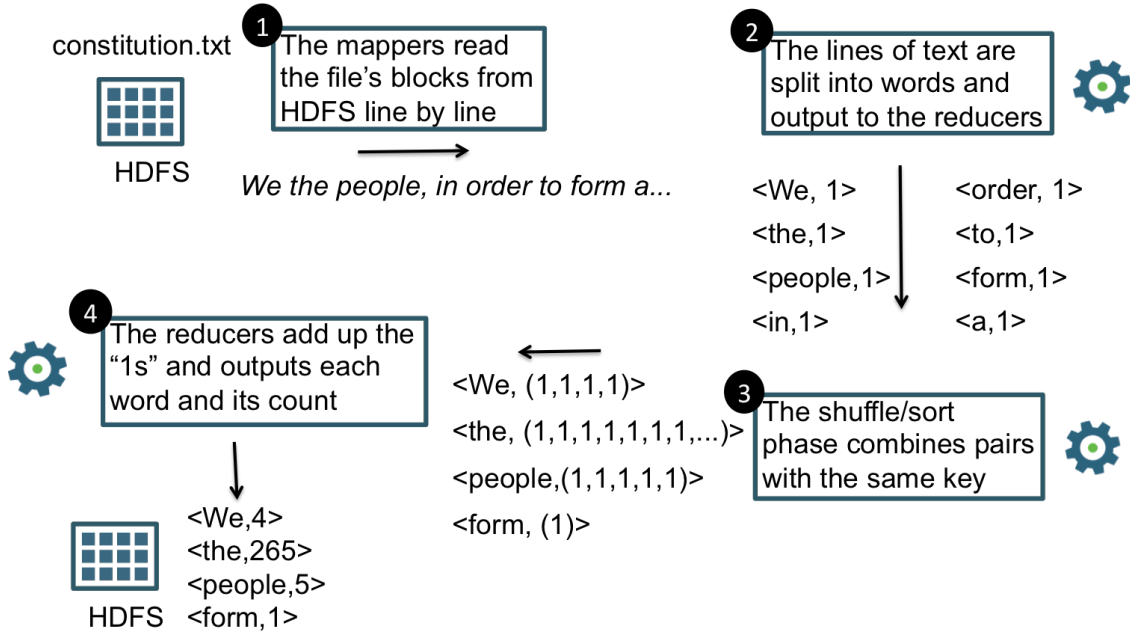 constitution.txt
HDFS
1
The mappers read
the file’s blocks from
HDFS line by line
We the people, in order to form a...
2
The lines of text are
split into words and
output to the reducers
<We, 1>
<the,1>
<people,1>
<in,1>
<order, 1>
<to,1>
<form,1>
<a,1>
3
The shuffle/sort
phase combines pairs
with the same key
<We, (1,1,1,1)>
<the, (1,1,1,1,1,1,1,...)>
<people,(1,1,1,1,1)>
<form, (1)>
4
The reducers add up the
“1s” and outputs each
word and its count
<We,4>
<the,265>
<people,5>
<form,1>
HDFS